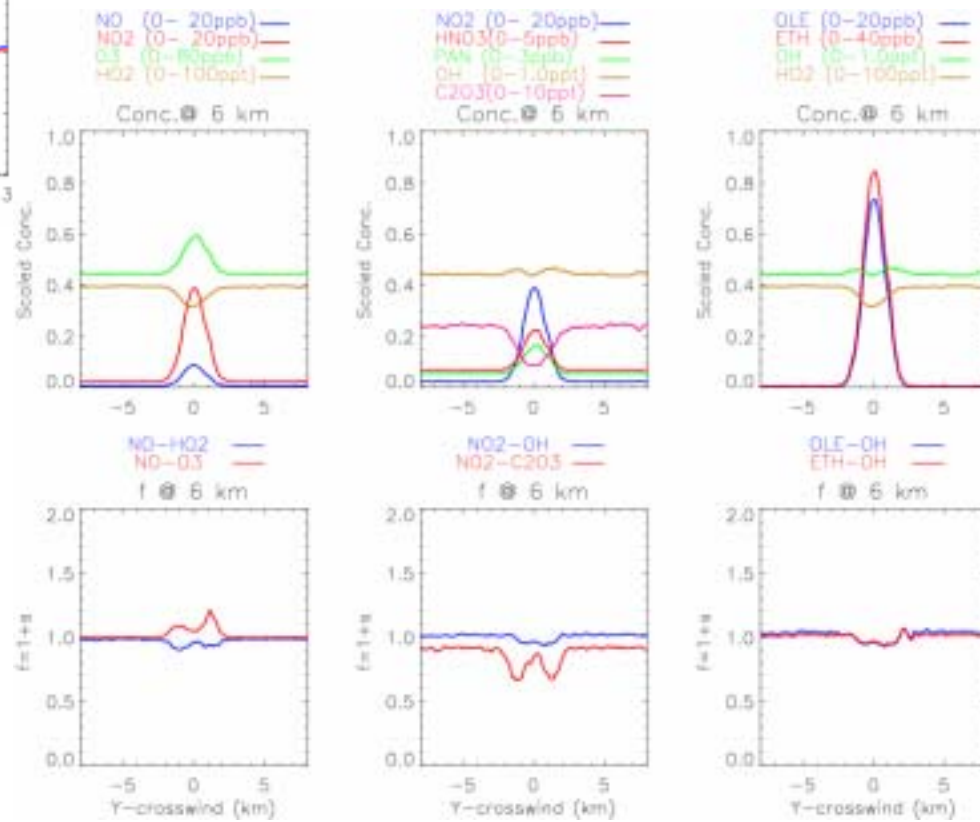 NO (0- 20ppb)
NO2 (0- 20ppb)
O3 (0-80ppb)
HO2 (0-100ppt)
Conc.@ 6 km
NO2 (0- 20ppb)
HNO3(0-5ppb)
PAN (0-3ppb)
OH (0-1.0ppt)
C2O3(0-10ppt)
Conc.@ 6 km
OLE (0-20ppb)
ETH (0-40ppb)
OH (0-1.0ppt)
HO2 (0-100ppt)
Conc.@ 6 km
1.0
0.8
0.6
0.4
0.2
0.0
Scaled Conc.
-5 0 5
1.0
0.8
0.6
0.4
0.2
0.0
Scaled Conc.
-5 0 5
1.0
0.8
0.6
0.4
0.2
0.0
Scaled Conc.
-5 0 5
NO-HO2
NO-O3
f @ 6 km
NO2-OH
NO2-C2O3
f @ 6 km
OLE-OH
ETH-OH
f @ 6 km
2.0
1.5
1.0
0.5
0.0
f=1+s
-5 0 5
Y-crosswind (km)
2.0
1.5
1.0
0.5
0.0
f=1+s
-5 0 5
Y-crosswind (km)
2.0
1.5
1.0
0.5
0.0
f=1+s
-5 0 5
Y-crosswind (km)